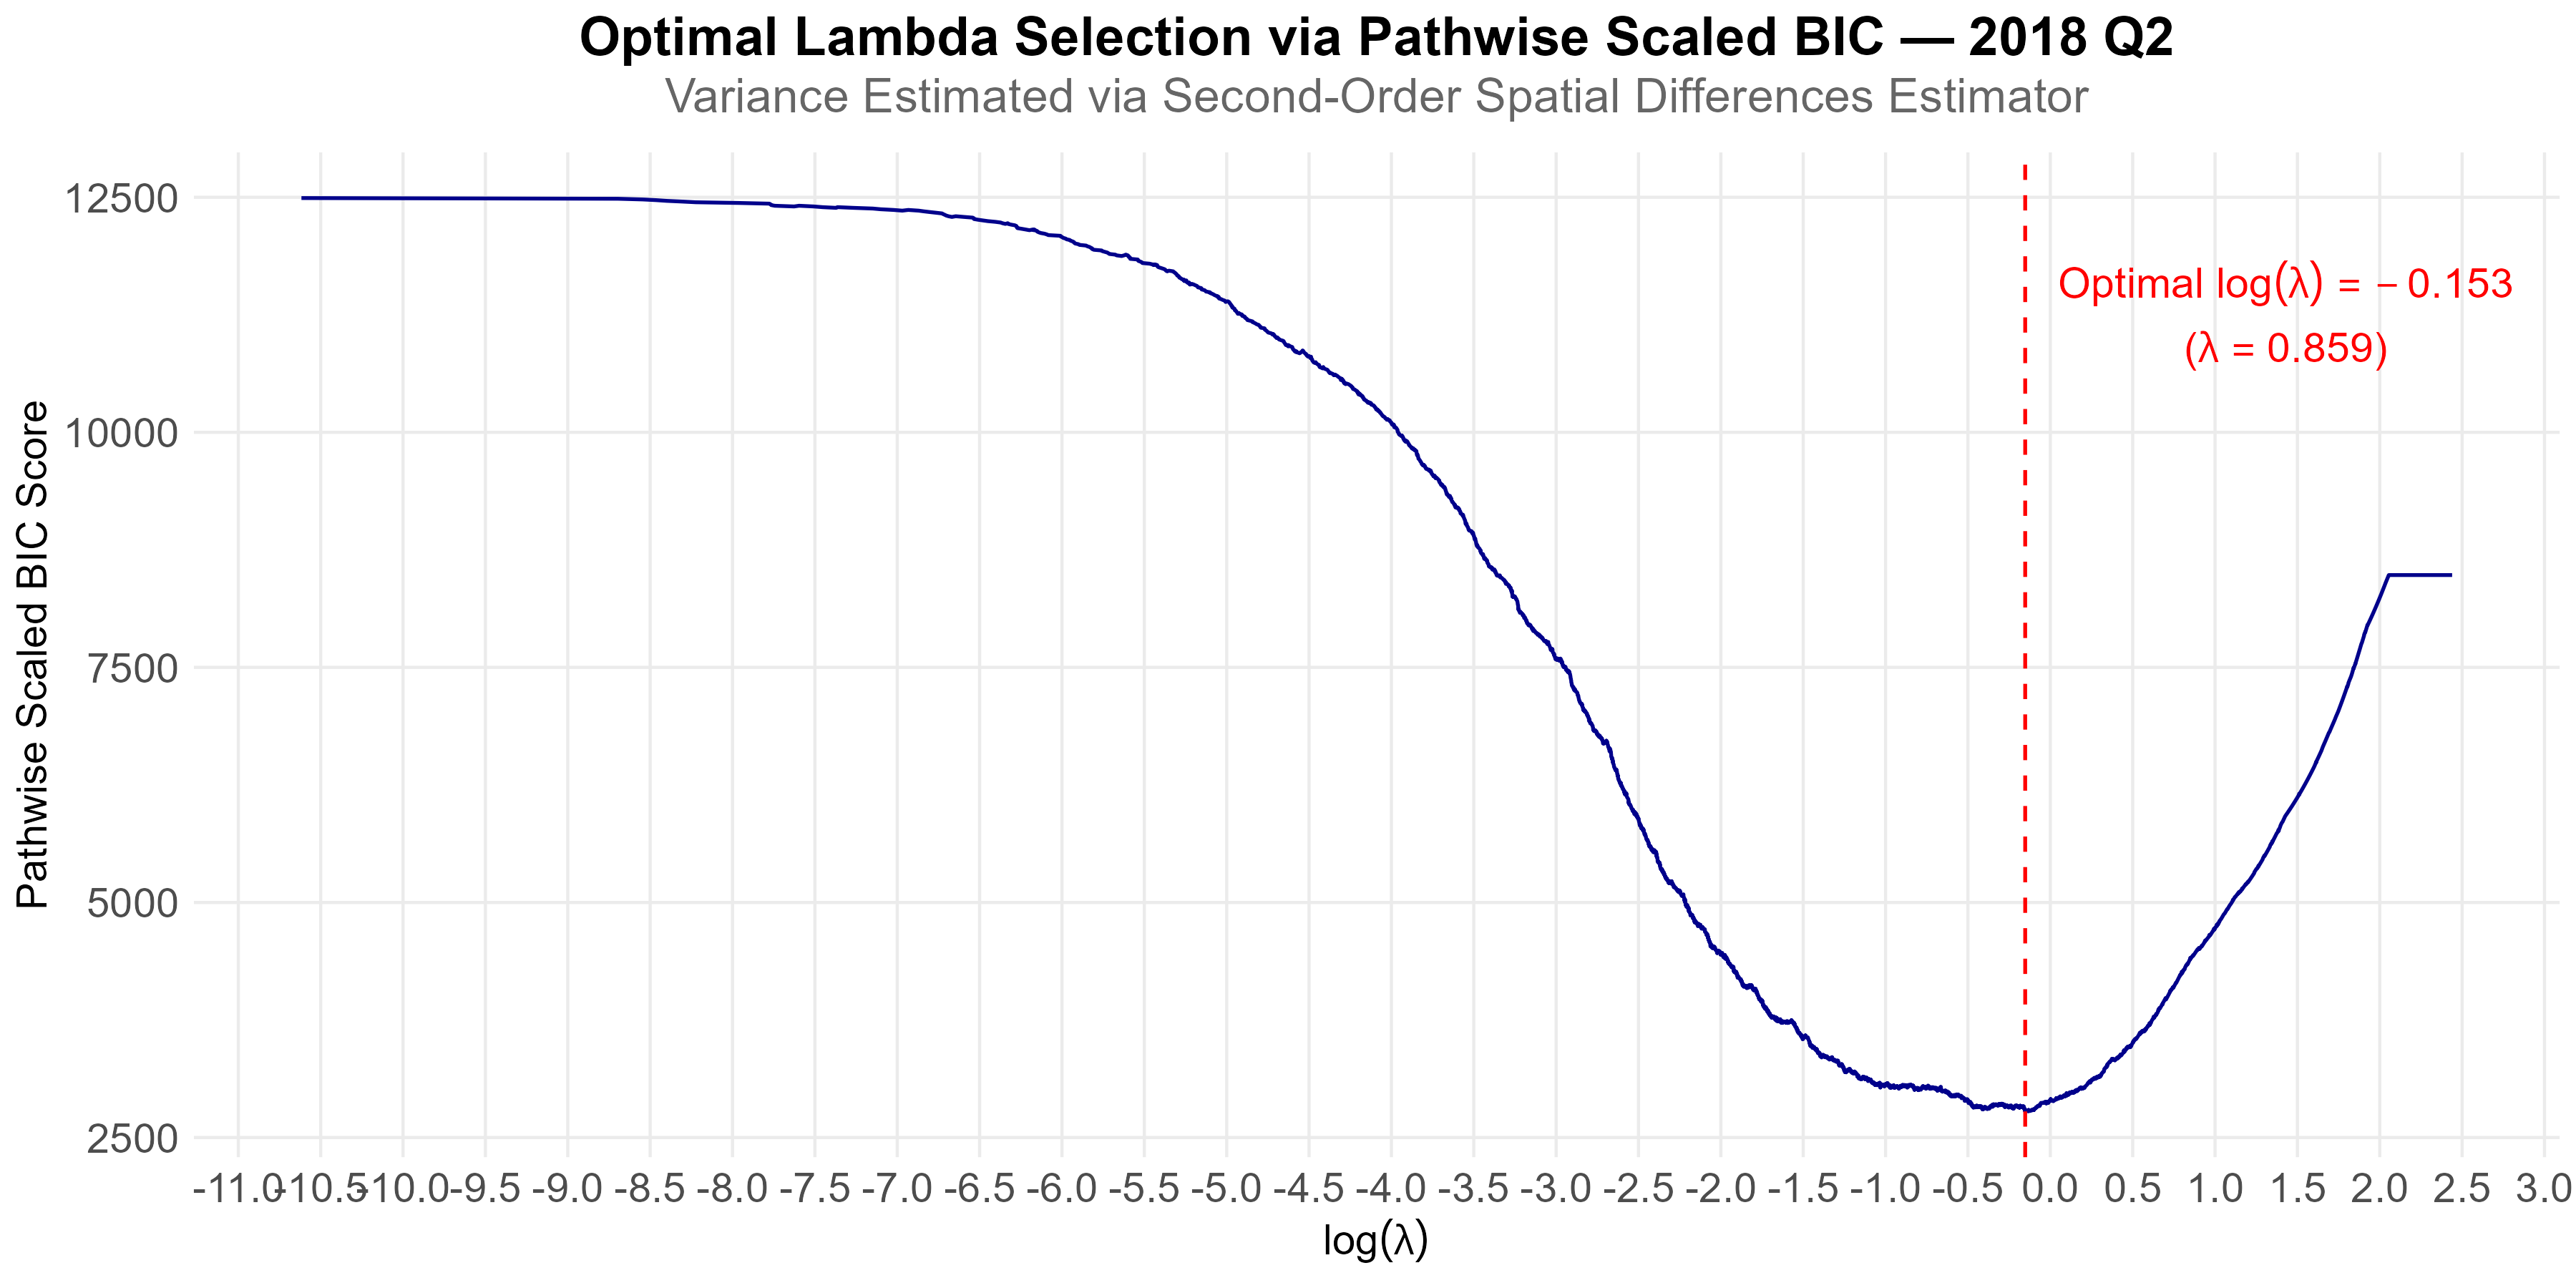 Optimal Lambda Selection via Pathwise Scaled BIC — 2018 Q2
Variance Estimated via Second-Order Spatial Differences Estimator
Pathwise Scaled BIC Score
12500
10000
7500
5000
2500
Optimal log(λ) = − 0.153
(λ = 0.859)
-11.0 -10.5 -10.0 -9.5 -9.0 -8.5 -8.0 -7.5 -7.0 -6.5 -6.0 -5.5 -5.0 -4.5 -4.0 -3.5 -3.0 -2.5 -2.0 -1.5 -1.0 -0.5 0.0 0.5 1.0 1.5 2.0 2.5 3.0
log(λ)